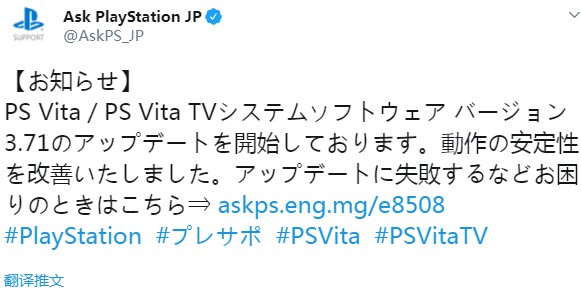 Ask PlayStation JP
@AskPS_JP
SUPPORT
【お知らせ】
PS Vita / PS Vita TVシステムソフトウェア バージョン
3.71のアップデートを開始しております。動作の安定性
を改善いたしました。アップデートに失敗するなどお困
りのときはこちら⇒ askps.eng.mg/e8508
#PlayStation #プレサポ #PSVita #PSVitaTV
翻译推文